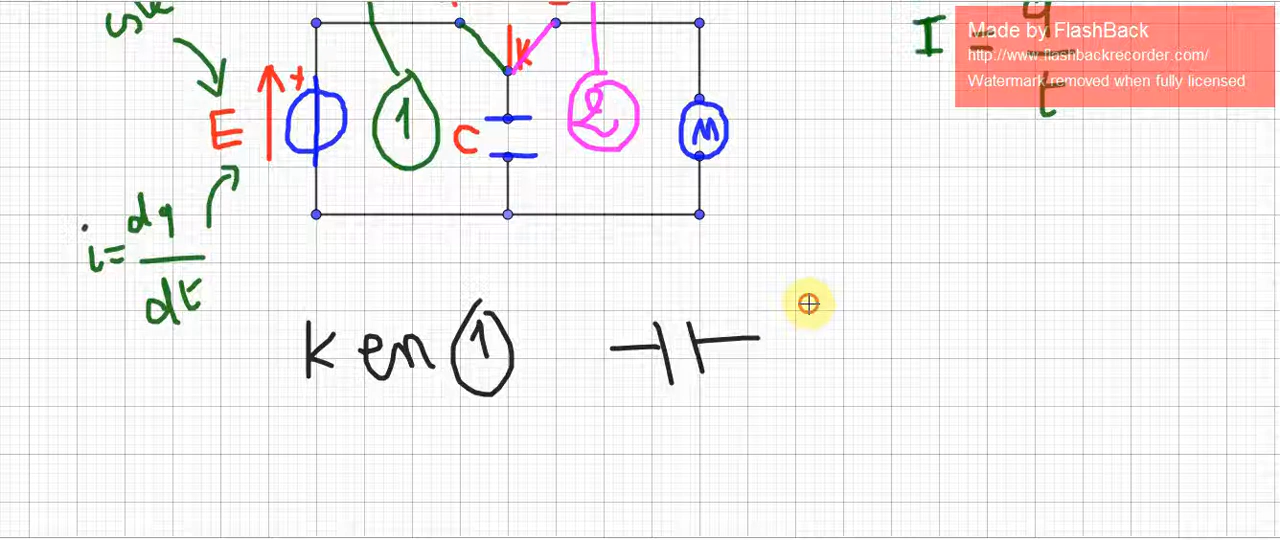 K
+
E
1
C
2
M
I = q / t
i = dq / dt
K en 1
Made by FlashBack
http://www.flashbackrecorder.com/
Watermark removed when fully licensed